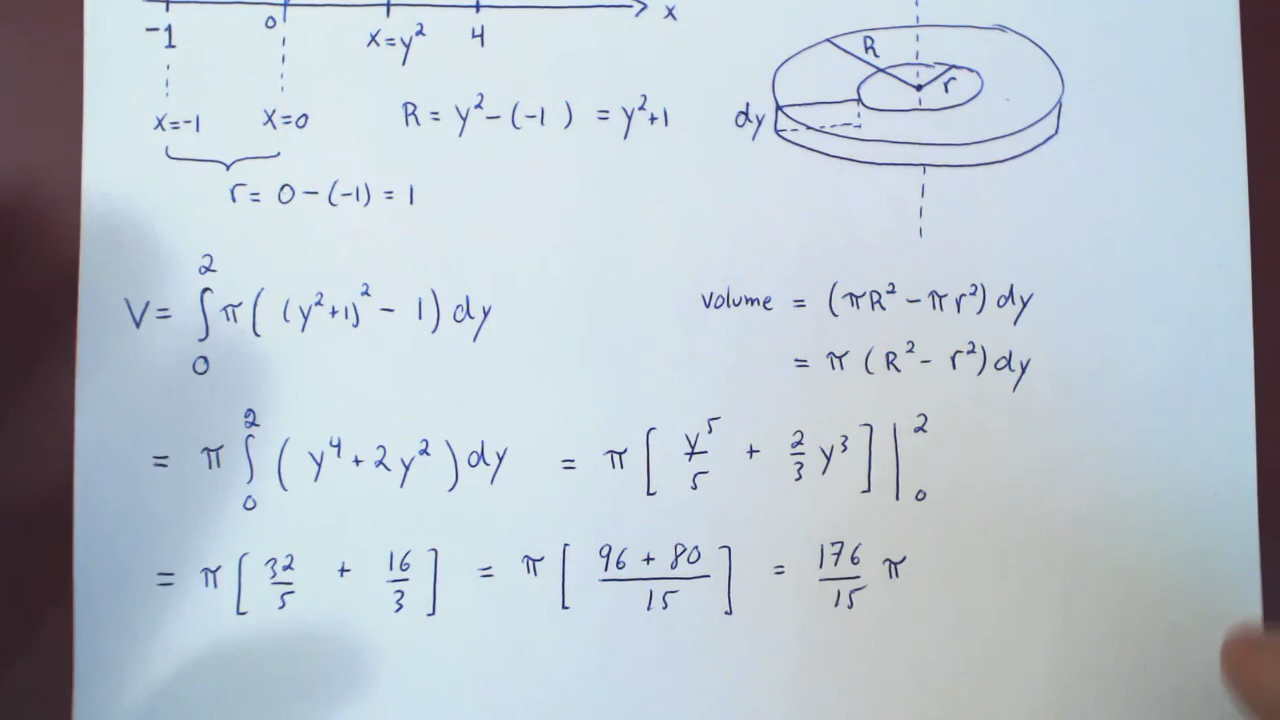 x
-1 0 x=y² 4
R r
x=-1 x=0 R = y²-(-1) = y²+1
dy
r = 0-(-1) = 1
V = ∫₀² π( (y²+1)² - 1) dy
volume = (πR² - πr²) dy
= π (R² - r²) dy
= π ∫₀² ( y⁴ + 2y² ) dy = π [ y⁵/5 + 2/3 y³ ] |₀²
= π [ 32/5 + 16/3 ] = π [ (96 + 80)/15 ] = 176/15 π